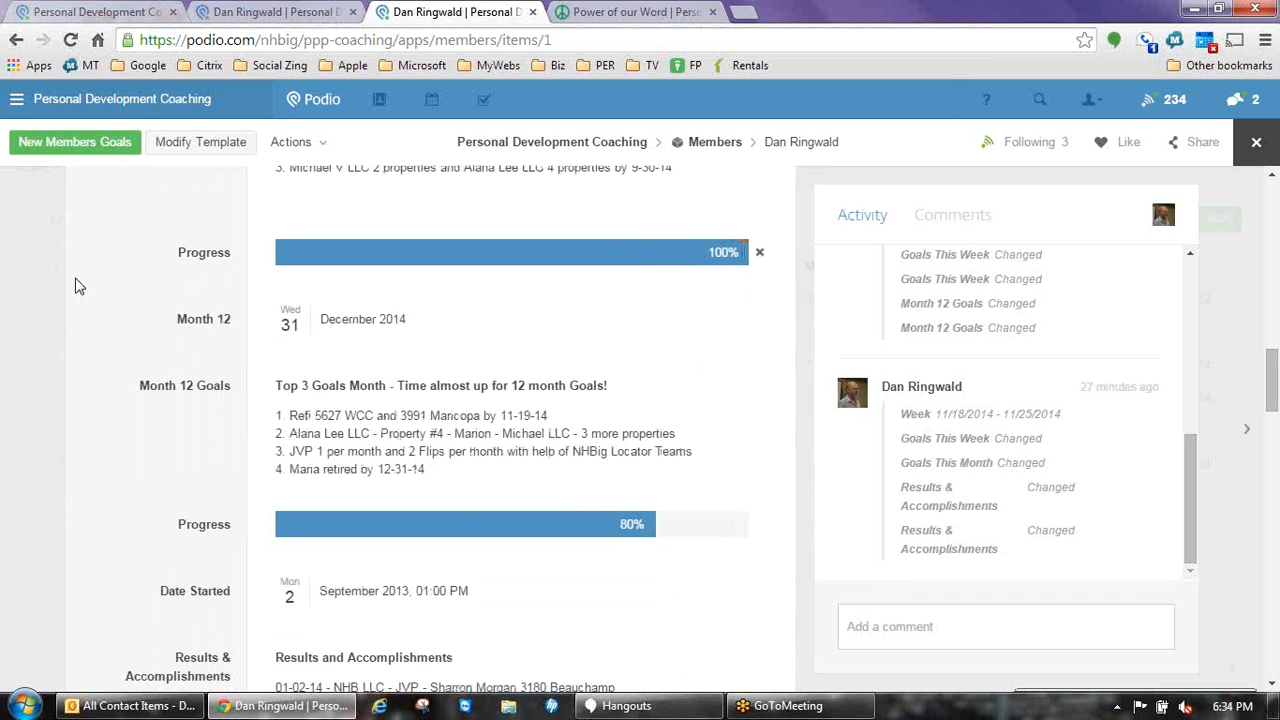 Personal Development Co
Dan Ringwald | Personal D
Dan Ringwald | Personal D
Power of our Word | Perso
https://podio.com/nhbig/ppp-coaching/apps/members/items/1
Apps MT Google Citrix Social Zing Apple Microsoft MyWebs Biz PER TV FP Rentals Other bookmarks
Personal Development Coaching Podio ? 234 2
New Members Goals Modify Template Actions Personal Development Coaching > Members > Dan Ringwald Following 3 Like Share
3. Michael V LLC 2 properties and Alana Lee LLC 4 properties by 9-30-14
Progress 100%
Month 12 Wed 31 December 2014
Month 12 Goals Top 3 Goals Month - Time almost up for 12 month Goals!
1. Refi 5627 WCC and 3991 Maricopa by 11-19-14
2. Alana Lee LLC - Property #4 - Marion - Michael LLC - 3 more properties
3. JVP 1 per month and 2 Flips per month with help of NHBig Locator Teams
4. Maria retired by 12-31-14
Progress 80%
Date Started Mon 2 September 2013, 01:00 PM
Results & Accomplishments Results and Accomplishments
01-02-14 - NHB LLC - JVP - Sharron Morgan 3180 Beauchamp
Activity Comments
Goals This Week Changed
Goals This Week Changed
Month 12 Goals Changed
Month 12 Goals Changed
Dan Ringwald 27 minutes ago
Week 11/18/2014 - 11/25/2014
Goals This Week Changed
Goals This Month Changed
Results & Changed
Accomplishments
Results & Changed
Accomplishments
Add a comment
All Contact Items - D...
Dan Ringwald | Perso...
Hangouts
GoToMeeting
6:34 PM